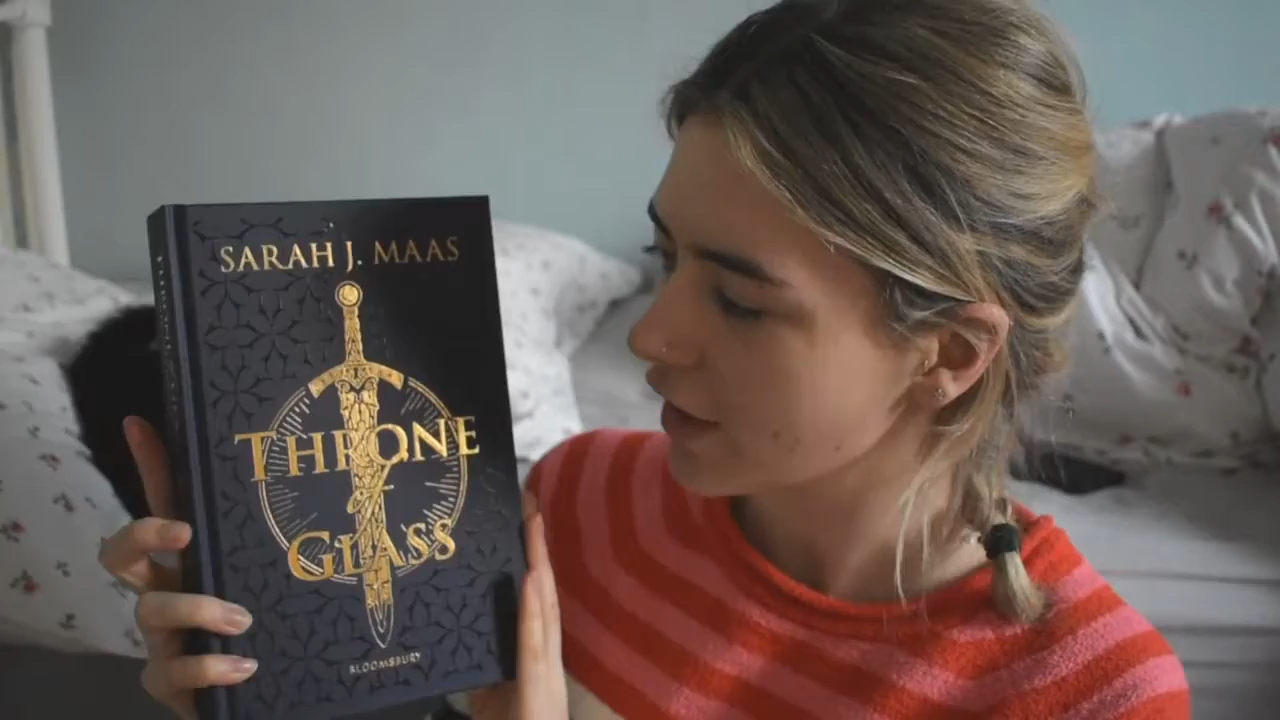 SARAH J. MAAS
THRONE
of
GLASS
BLOOMSBURY